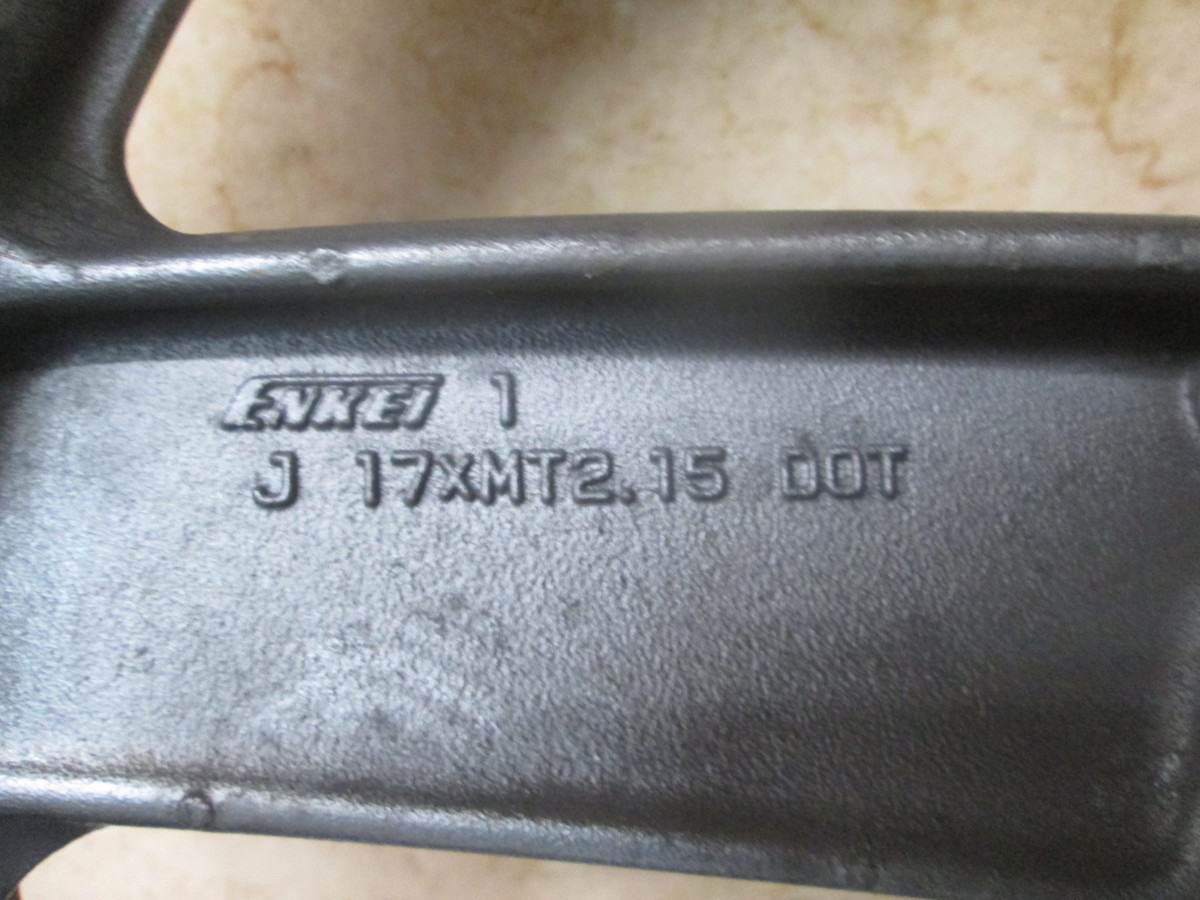 ENKEI 1
J 17XMT2.15 DOT